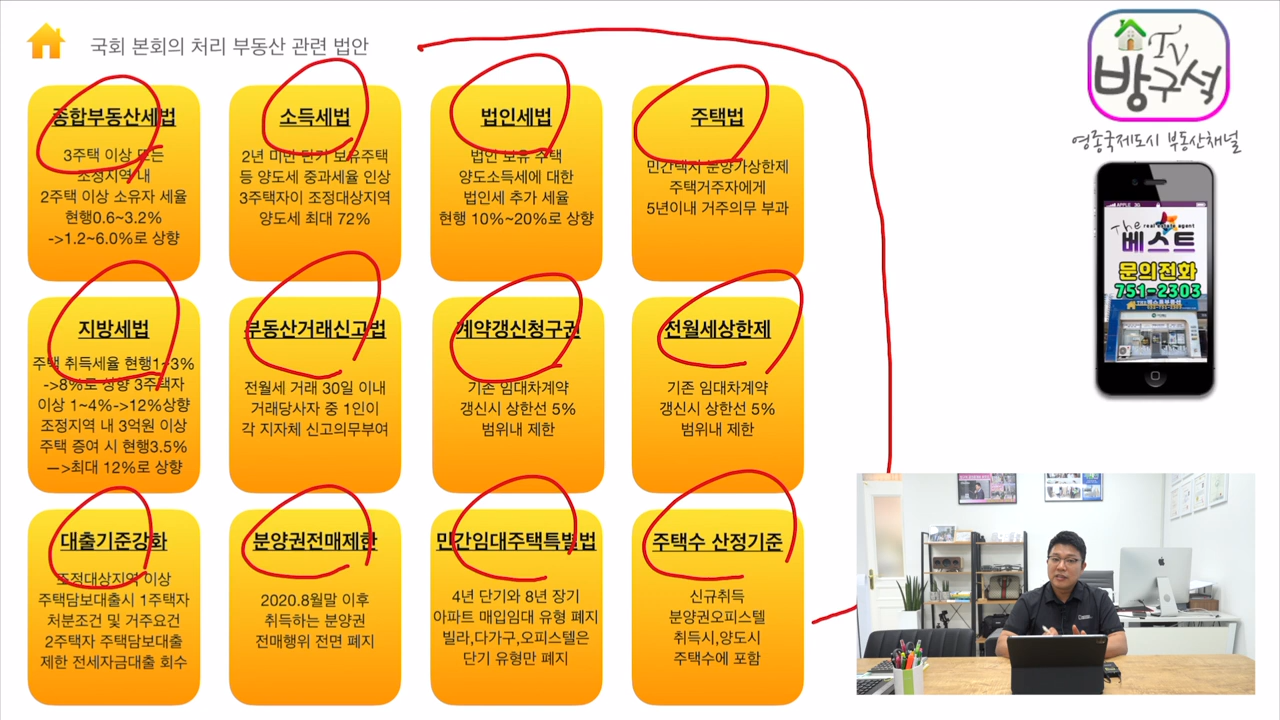 국회 본회의 처리 부동산 관련 법안
종합부동산세법
3주택 이상 또는
조정지역 내
2주택 이상 소유자 세율
현행0.6~3.2%
->1.2~6.0%로 상향
소득세법
2년 미만 단기 보유주택
등 양도세 중과세율 인상
3주택자이 조정대상지역
양도세 최대 72%
법인세법
법인 보유 주택
양도소득세에 대한
법인세 추가 세율
현행 10%~20%로 상향
주택법
민간택지 분양가상한제
주택거주자에게
5년이내 거주의무 부과
지방세법
주택 취득세율 현행1~3%
->8%로 상향 3주택자
이상 1~4%->12%상향
조정지역 내 3억원 이상
주택 증여 시 현행3.5%
—>최대 12%로 상향
부동산거래신고법
전월세 거래 30일 이내
거래당사자 중 1인이
각 지자체 신고의무부여
계약갱신청구권
기존 임대차계약
갱신시 상한선 5%
범위내 제한
전월세상한제
기존 임대차계약
갱신시 상한선 5%
범위내 제한
대출기준강화
조정대상지역 이상
주택담보대출시 1주택자
처분조건 및 거주요건
2주택자 주택담보대출
제한 전세자금대출 회수
분양권전매제한
2020.8월말 이후
취득하는 분양권
전매행위 전면 폐지
민간임대주택특별법
4년 단기와 8년 장기
아파트 매입임대 유형 폐지
빌라,다가구,오피스텔은
단기 유형만 폐지
주택수 산정기준
신규취득
분양권오피스텔
취득시,양도시
주택수에 포함
TV
방구석
영종국제도시 부동산채널
APPLE 3G
The real estate agent
베스트
문의전화
751-2303